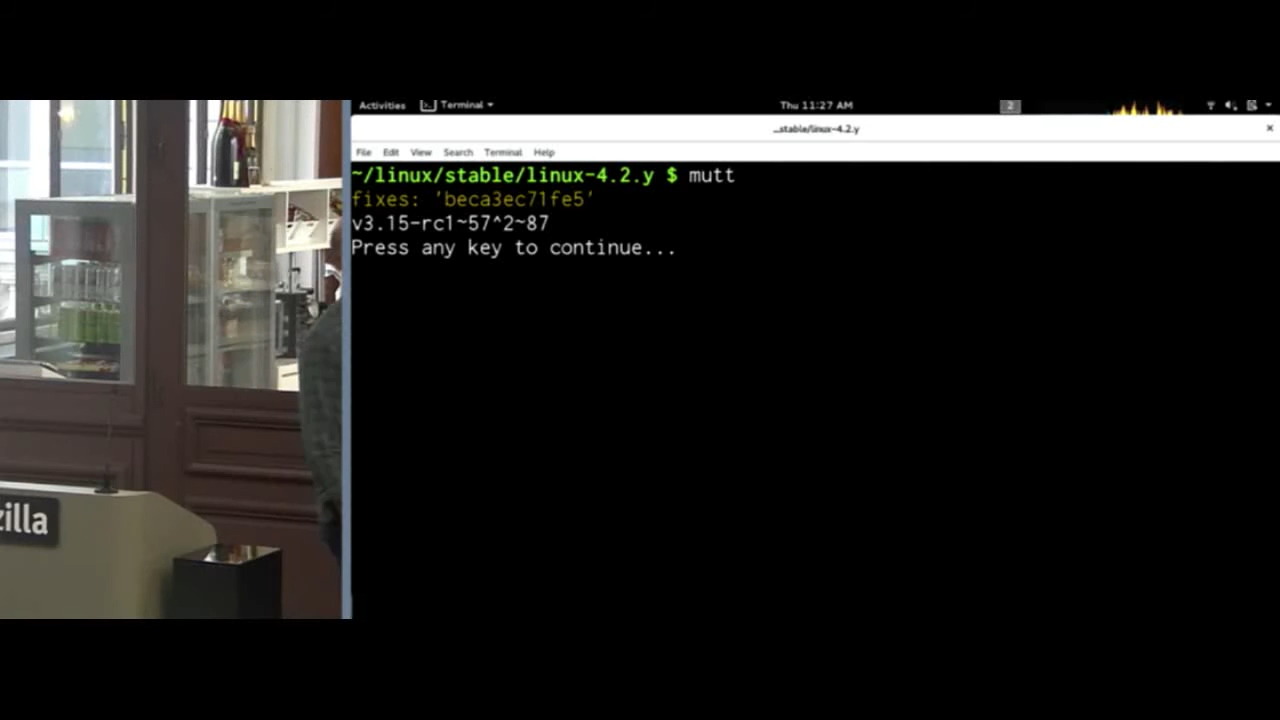 Activities Terminal Thu 11:27 AM 2
...stable/linux-4.2.y
File Edit View Search Terminal Help
~/linux/stable/linux-4.2.y $ mutt
fixes: 'beca3ec71fe5'
v3.15-rc1~57^2~87
Press any key to continue...
zilla